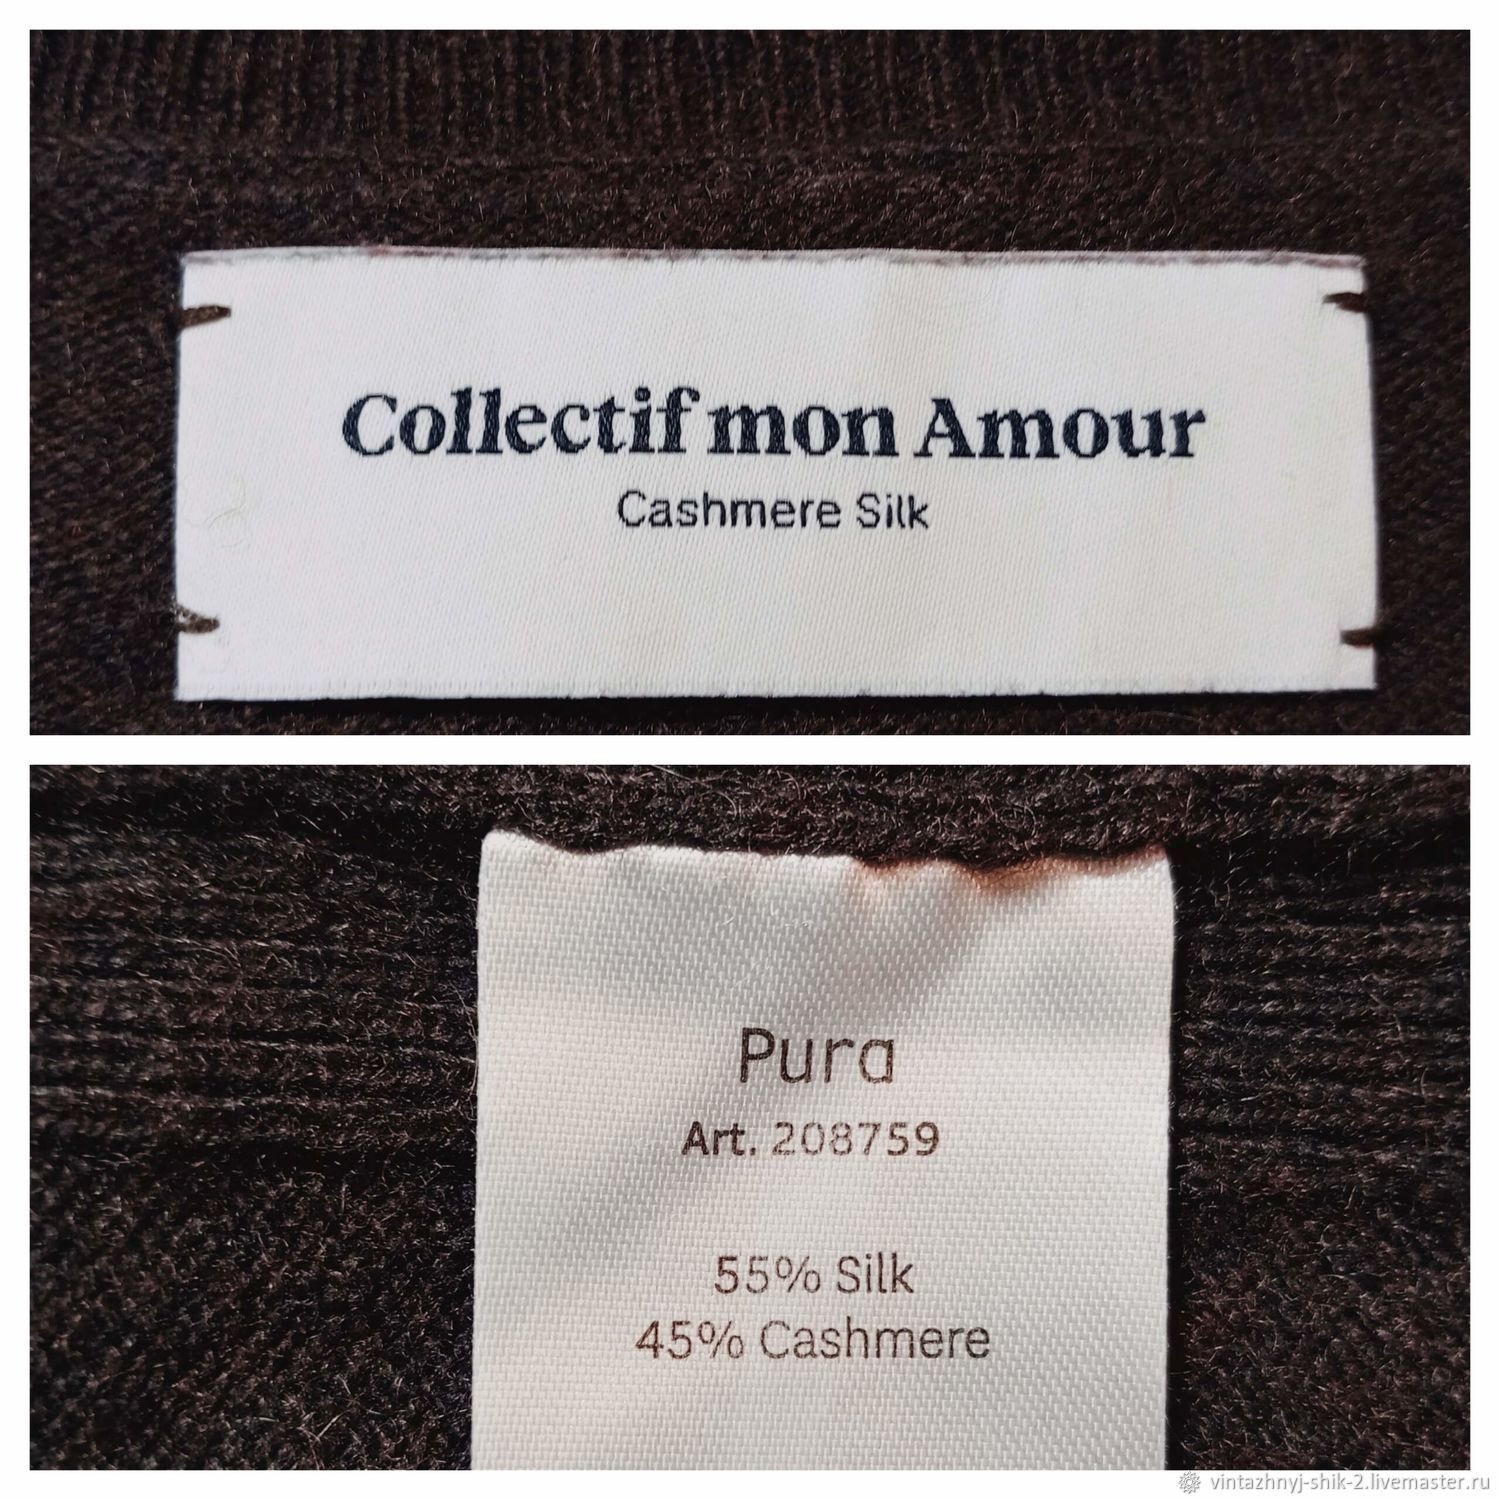 Collectif mon Amour
Cashmere Silk
Pura
Art. 208759
55% Silk
45% Cashmere
vintazhnyj-shik-2.livemaster.ru